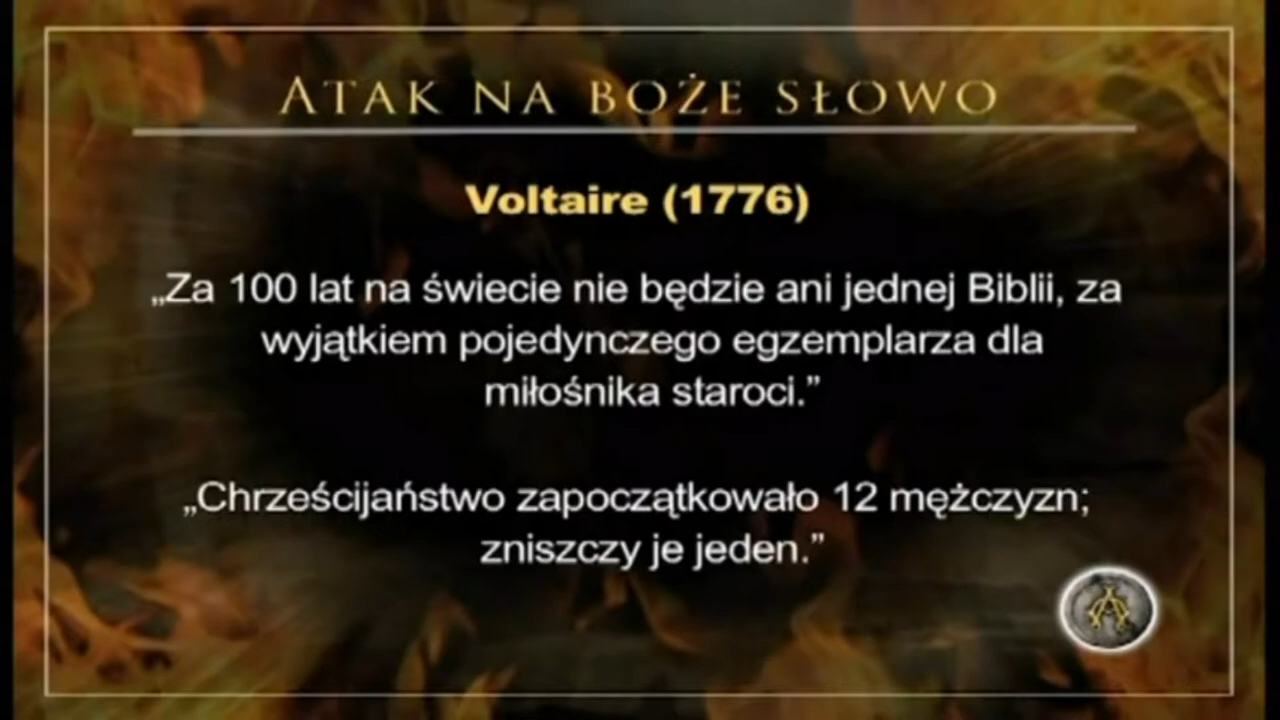 ATAK NA BOŻE SŁOWO
Voltaire (1776)
„Za 100 lat na świecie nie będzie ani jednej Biblii, za
wyjątkiem pojedynczego egzemplarza dla
miłośnika staroci.”
„Chrześcijaństwo zapoczątkowało 12 mężczyzn;
zniszczy je jeden.”